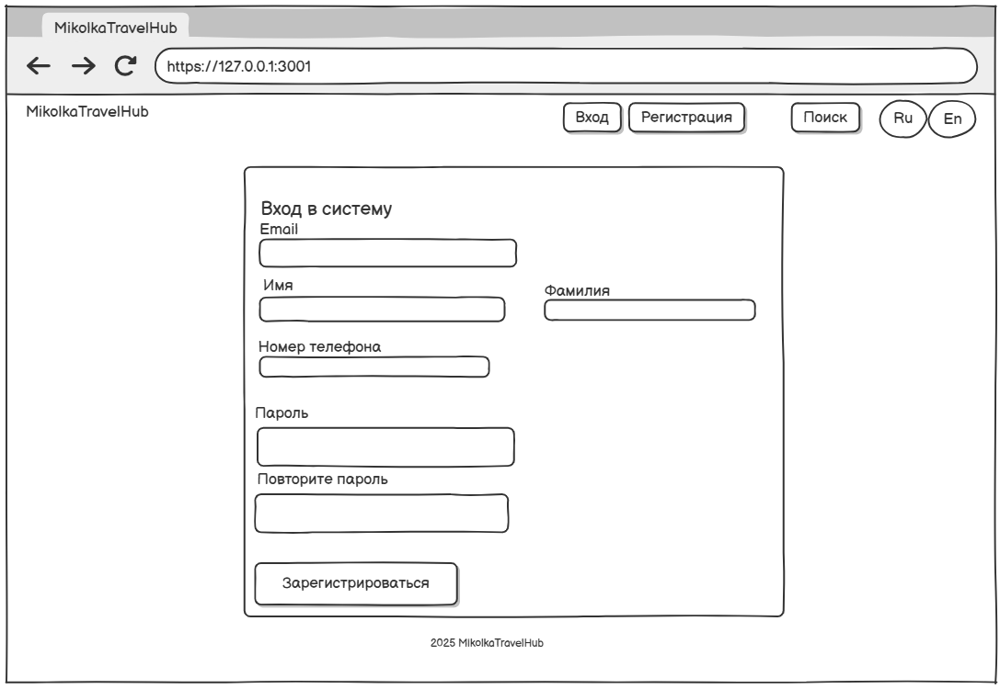 MikolkaTravelHub
https://127.0.0.1:3001
MikolkaTravelHub
Вход
Регистрация
Поиск
Ru
En
Вход в систему
Email
Имя
Фамилия
Номер телефона
Пароль
Повторите пароль
Зарегистрироваться
2025 MikolkaTravelHub